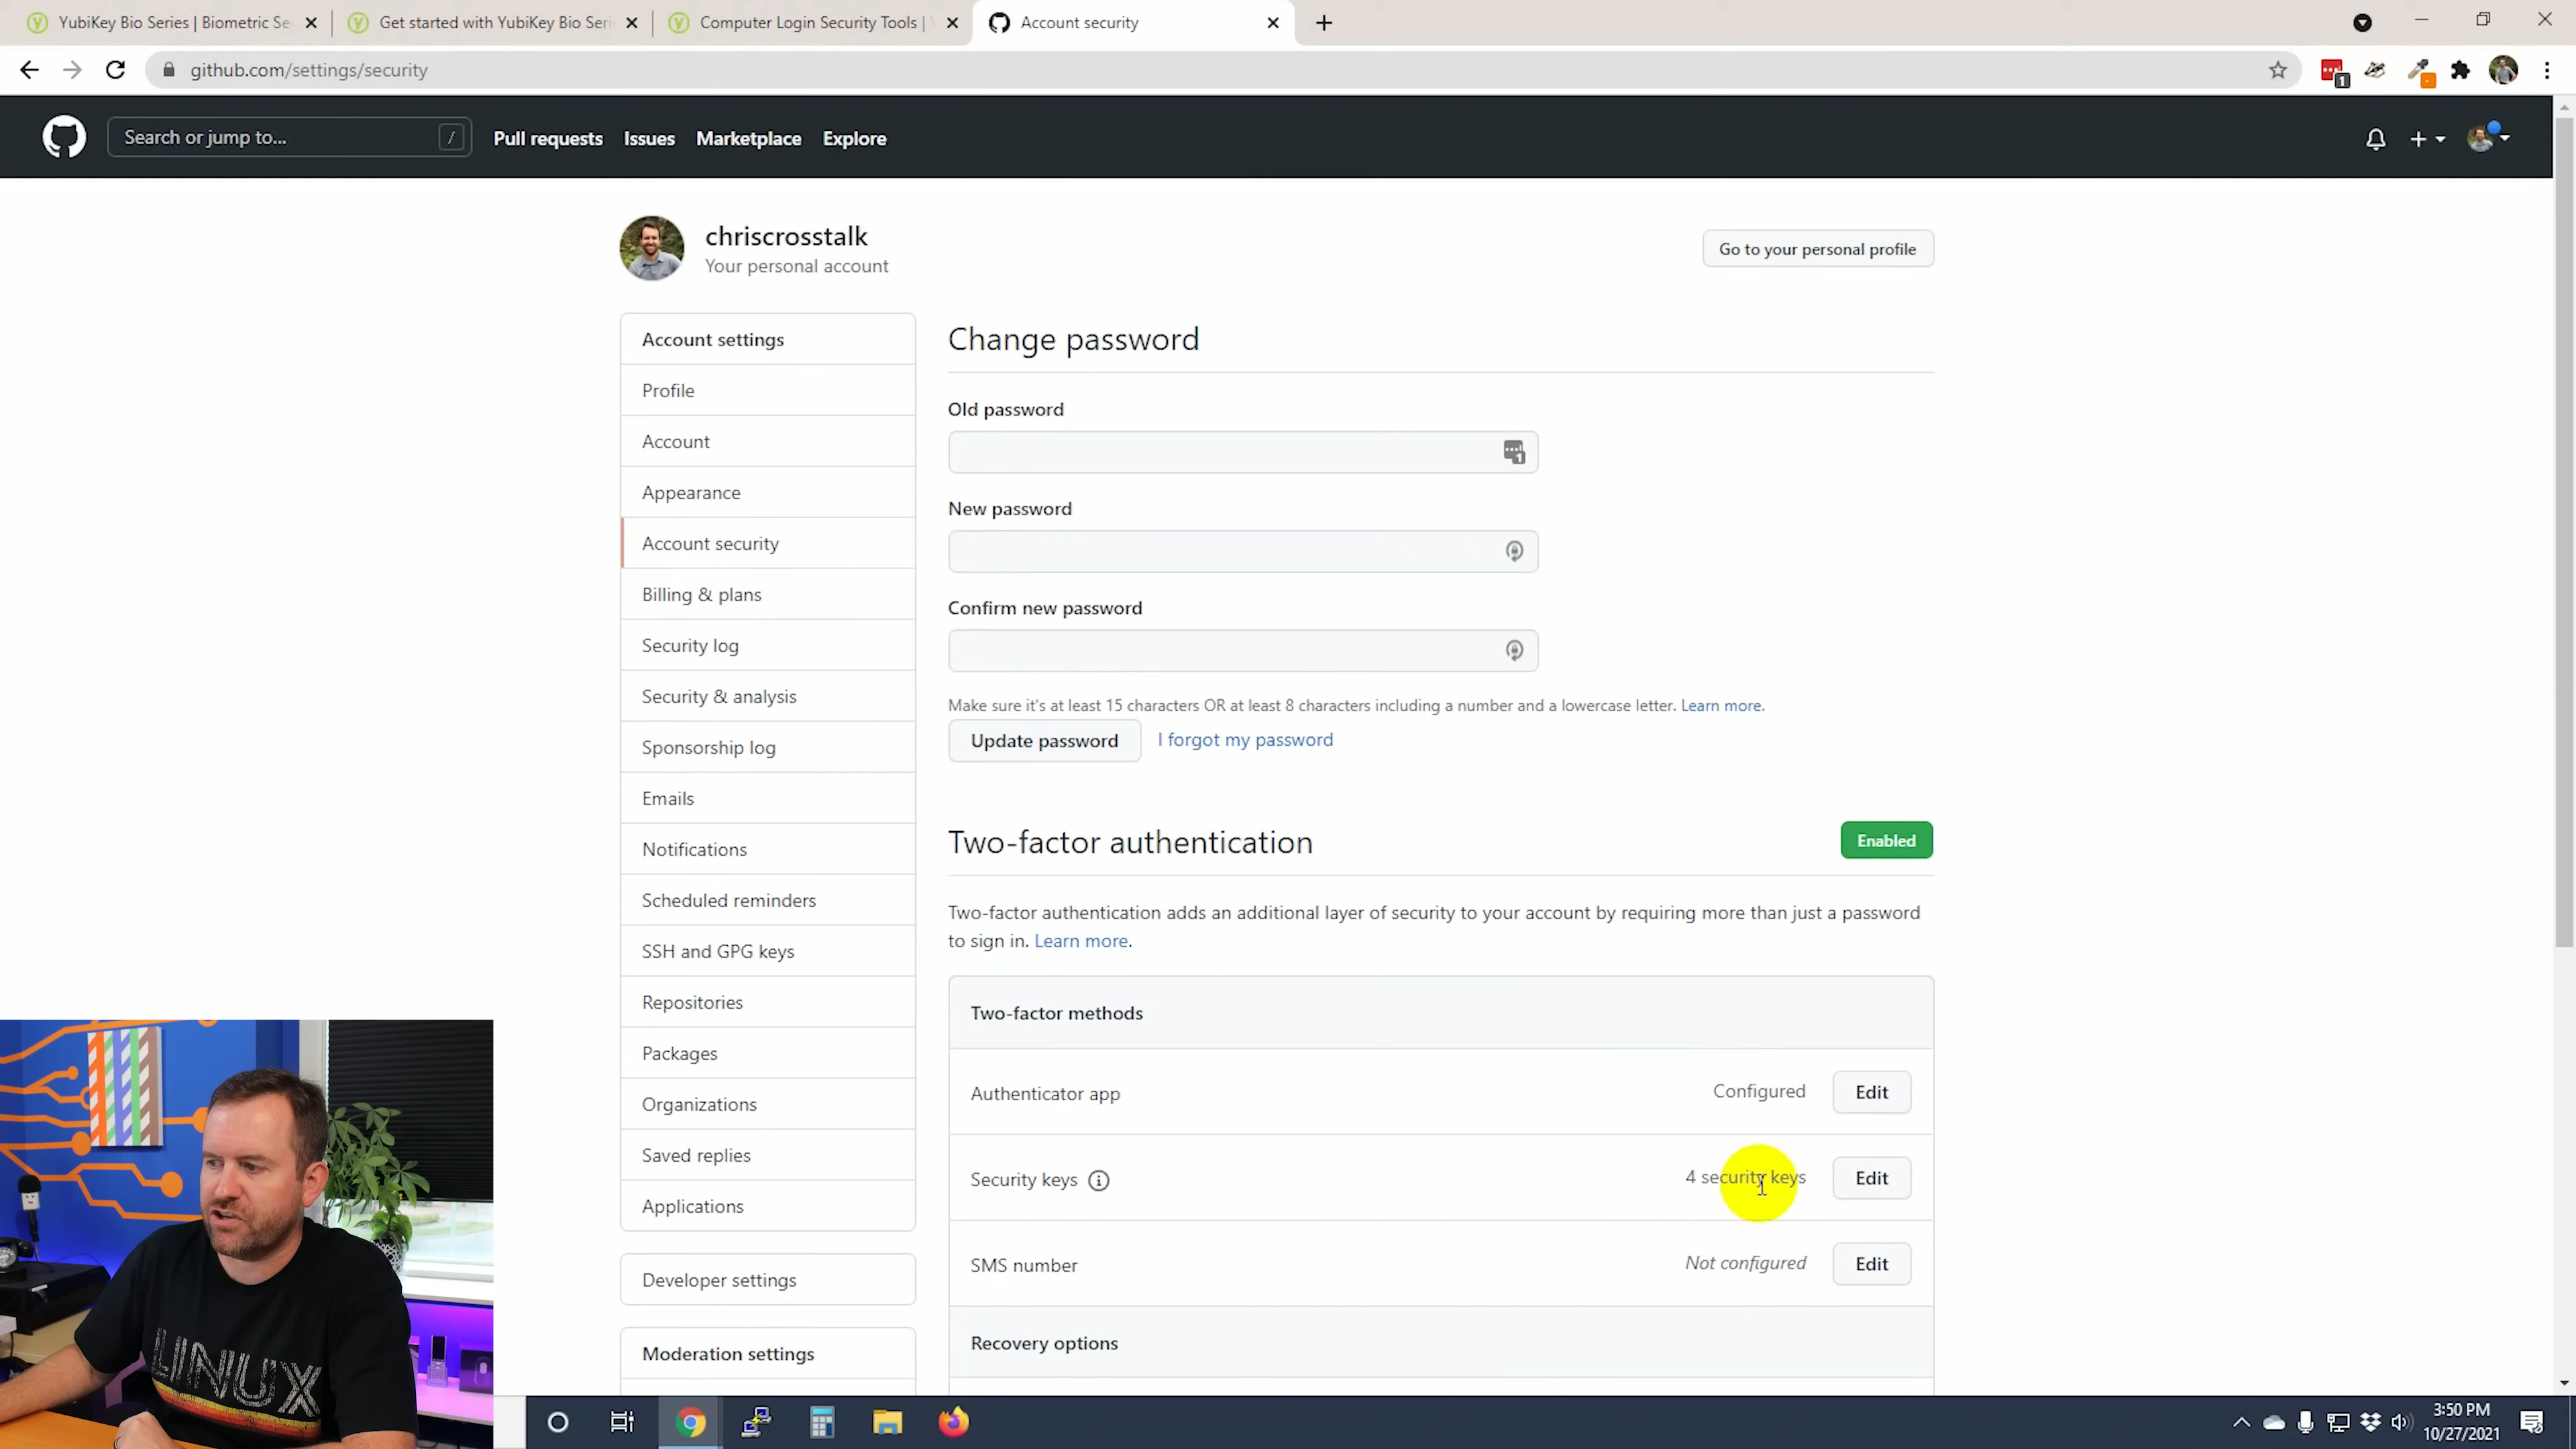 YubiKey Bio Series | Biometric Se
Get started with YubiKey Bio Seri
Computer Login Security Tools |
Account security
github.com/settings/security
1
Search or jump to...
/
Pull requests
Issues
Marketplace
Explore
chriscrosstalk
Your personal account
Go to your personal profile
Account settings
Profile
Account
Appearance
Account security
Billing & plans
Security log
Security & analysis
Sponsorship log
Emails
Notifications
Scheduled reminders
SSH and GPG keys
Repositories
Packages
Organizations
Saved replies
Applications
Developer settings
Moderation settings
Change password
Old password
1
New password
Confirm new password
Make sure it's at least 15 characters OR at least 8 characters including a number and a lowercase letter. Learn more.
Update password
I forgot my password
Two-factor authentication
Enabled
Two-factor authentication adds an additional layer of security to your account by requiring more than just a password
to sign in. Learn more.
Two-factor methods
Authenticator app
Configured
Edit
Security keys
4 security keys
Edit
SMS number
Not configured
Edit
Recovery options
LINUX
3:50 PM
10/27/2021